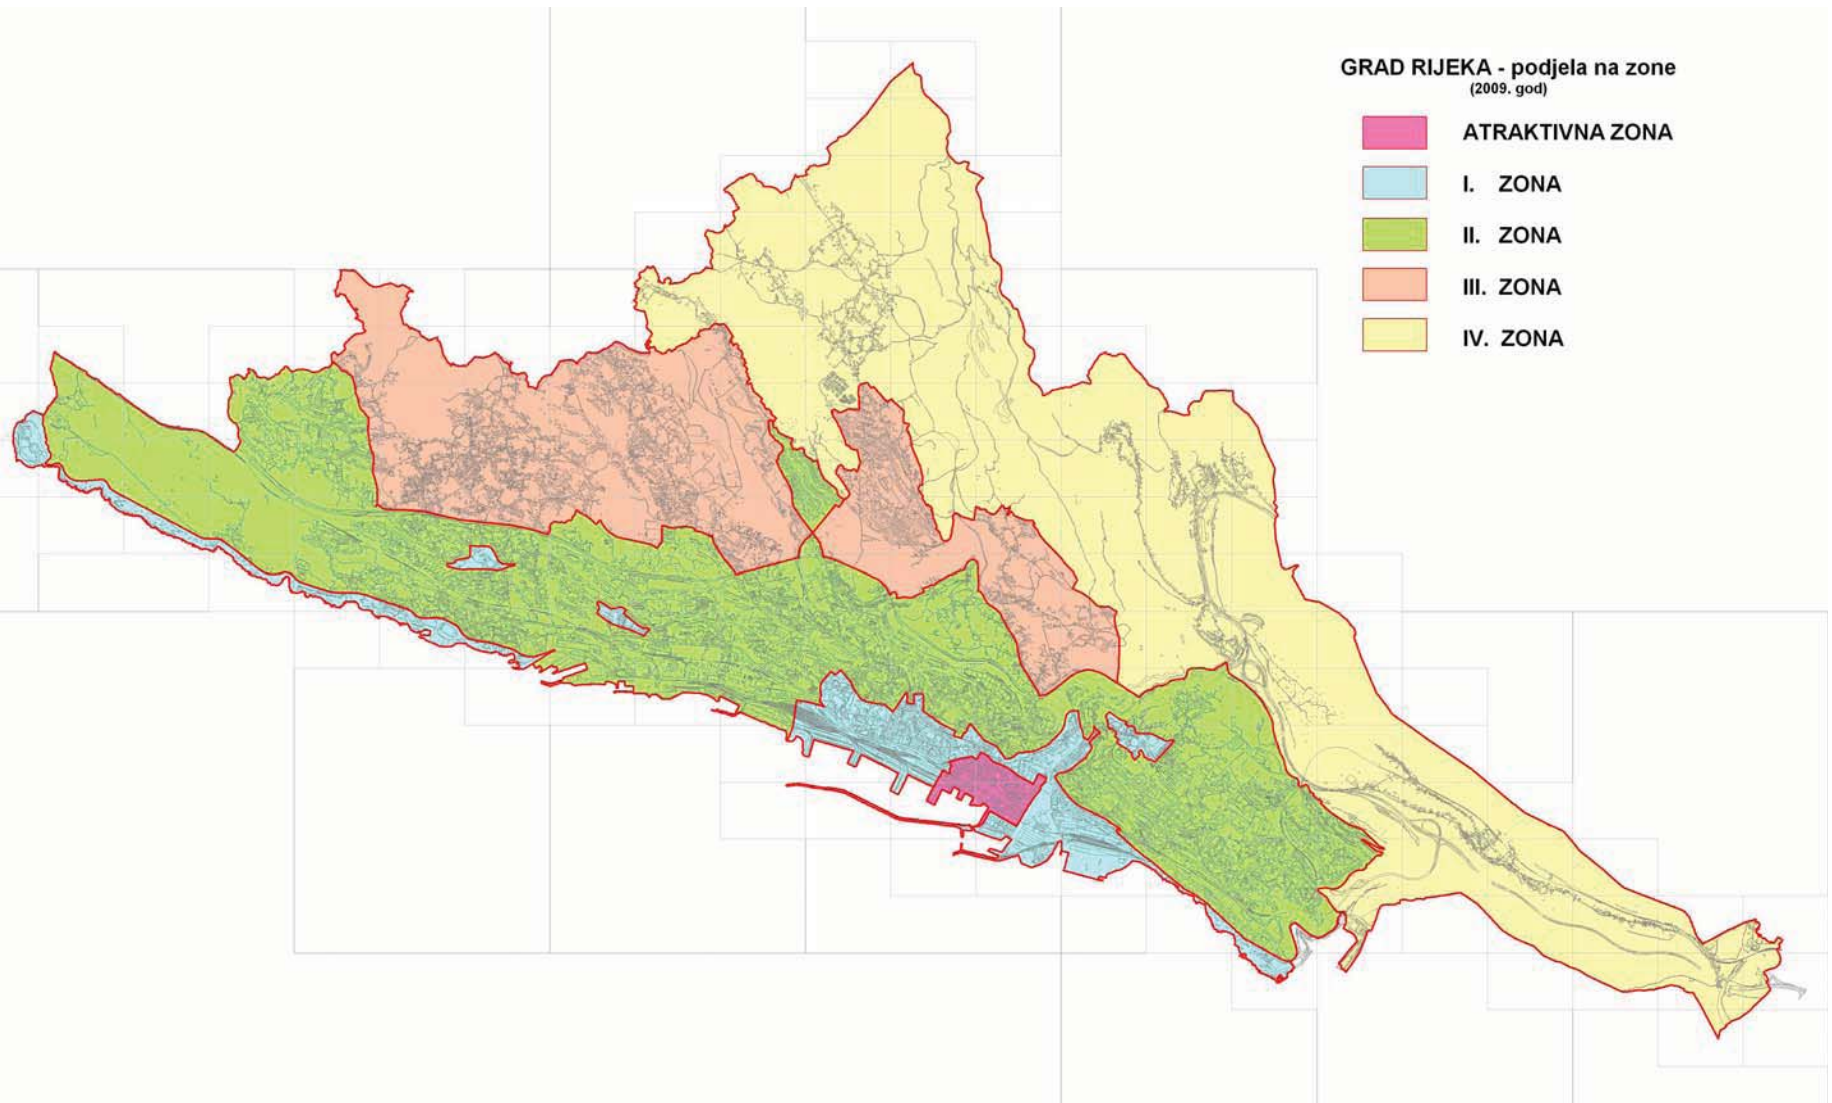 GRAD RIJEKA - podjela na zone
(2009. god)
ATRAKTIVNA ZONA
I. ZONA
II. ZONA
III. ZONA
IV. ZONA